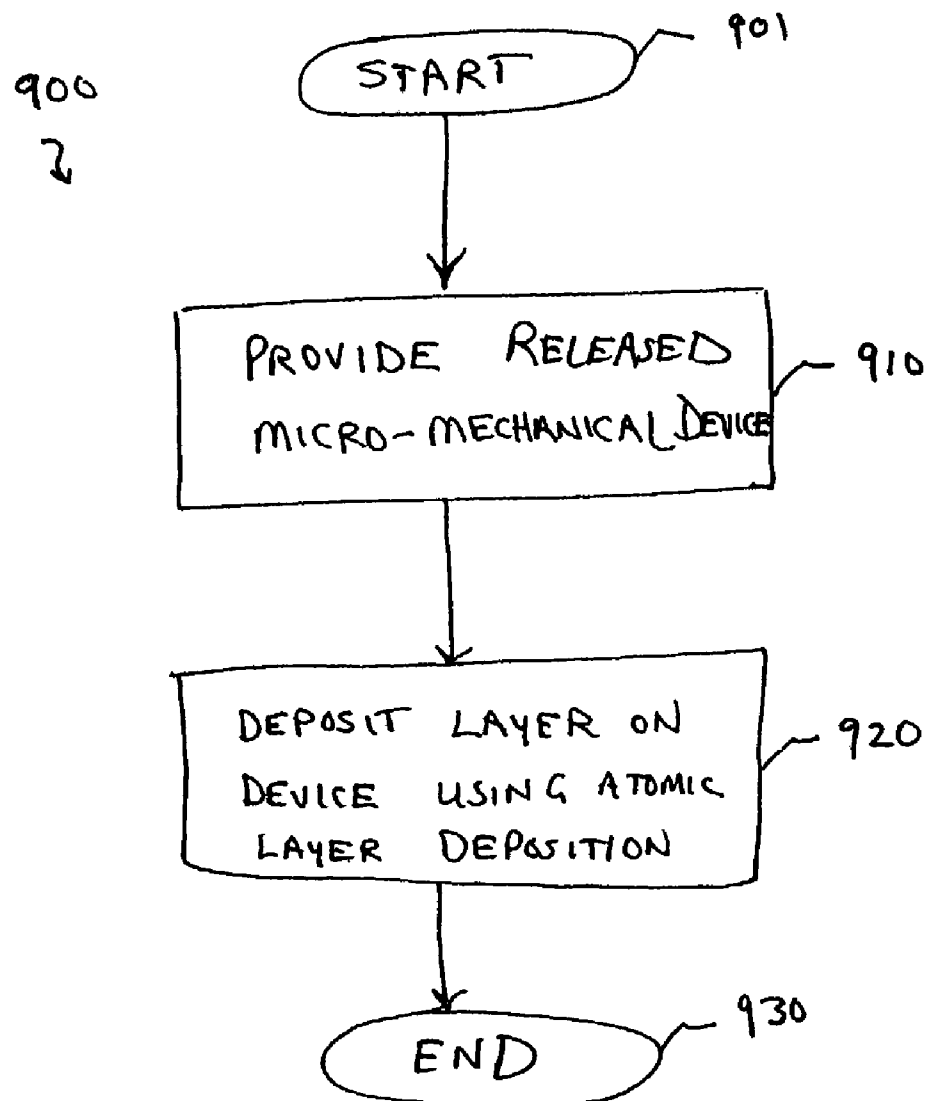 901
START
900
PROVIDE RELEASED
910
MICRO-MECHANICAL DEVICE
DEPOSIT LAYER ON
920
DEVICE USING ATOMIC
LAYER DEPOSITION
930
END